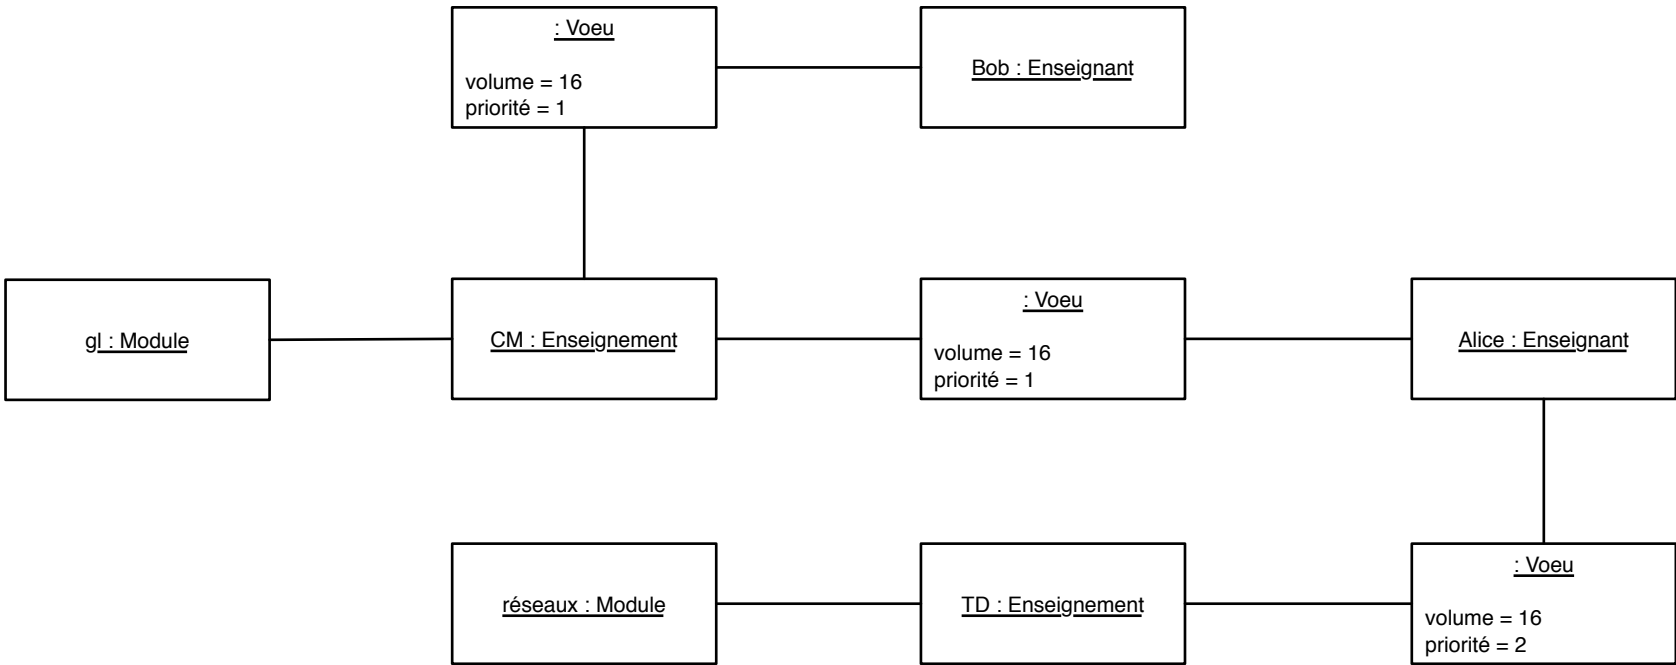 : Voeu
volume = 16
priorité = 1
Bob : Enseignant
gl : Module
CM : Enseignement
: Voeu
volume = 16
priorité = 1
Alice : Enseignant
réseaux : Module
TD : Enseignement
: Voeu
volume = 16
priorité = 2